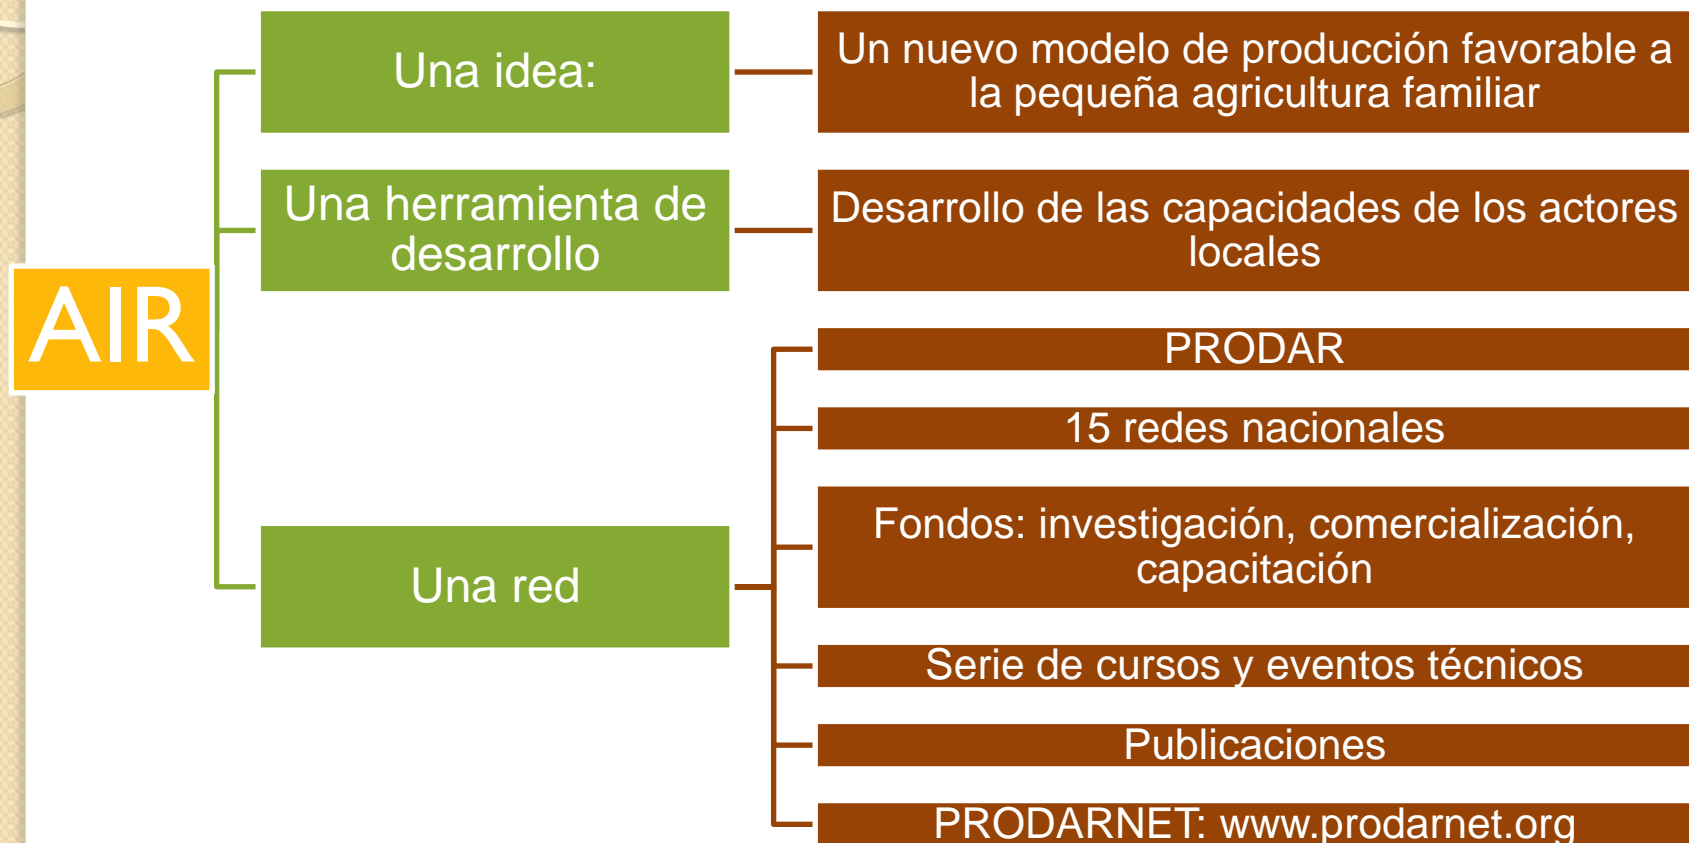 AIR
Una idea:
Un nuevo modelo de producción favorable a
la pequeña agricultura familiar
Una herramienta de
desarrollo
Desarrollo de las capacidades de los actores
locales
Una red
PRODAR
15 redes nacionales
Fondos: investigación, comercialización,
capacitación
Serie de cursos y eventos técnicos
Publicaciones
PRODARNET: www.prodarnet.org